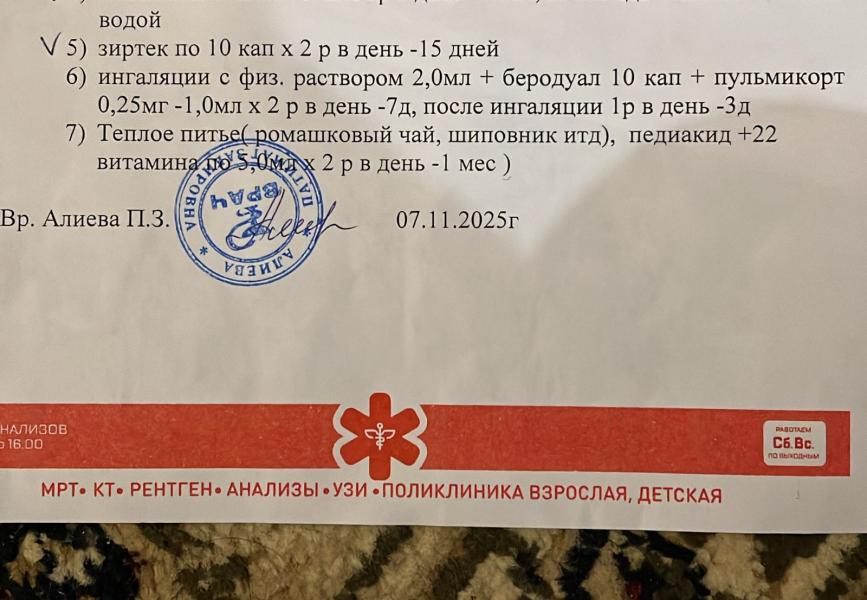 водой
5) зиртек по 10 кап х 2 р в день -15 дней
6) ингаляции с физ. раствором 2,0мл + беродуал 10 кап + пульмикорт
0,25мг -1,0мл х 2 р в день -7д, после ингаляции 1р в день -3д
7) Теплое питье( ромашковый чай, шиповник итд), педиакид +22
витамина по 5,0мл х 2 р в день -1 мес )
Вр. Алиева П.З.
07.11.2025г
ВРАЧ
АЛИЕВА * ПАТИМАТ ЗАБИРОВНА *
НАЛИЗОВ
16.00
РАБОТАЕМ
Сб.Вс.
ПО ВЫХОДНЫМ
МРТ• КТ• РЕНТГЕН• АНАЛИЗЫ •УЗИ •ПОЛИКЛИНИКА ВЗРОСЛАЯ, ДЕТСКАЯ